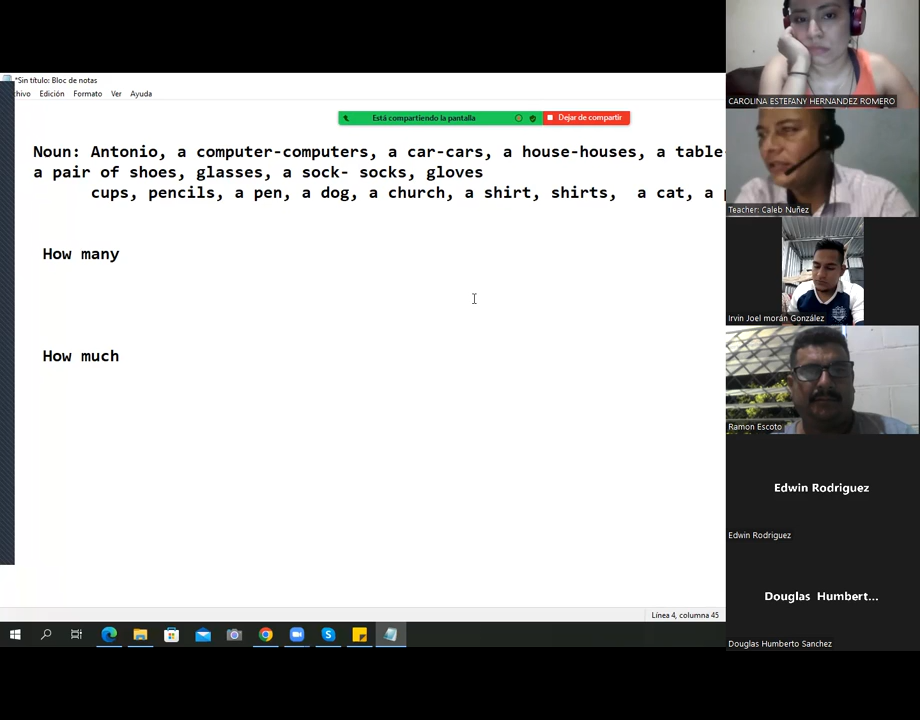 *Sin título: Bloc de notas
Edición Formato Ver Ayuda
Está compartiendo la pantalla Dejar de compartir
Noun: Antonio, a computer-computers, a car-cars, a house-houses, a table-
a pair of shoes, glasses, a sock- socks, gloves
cups, pencils, a pen, a dog, a church, a shirt, shirts, a cat, a
How many
How much
Línea 4, columna 45
CAROLINA ESTEFANY HERNANDEZ ROMERO
Teacher: Caleb Nuñez
Irvin Joel morán González
Ramon Escoto
Edwin Rodriguez
Edwin Rodriguez
Douglas Humbert...
Douglas Humberto Sanchez